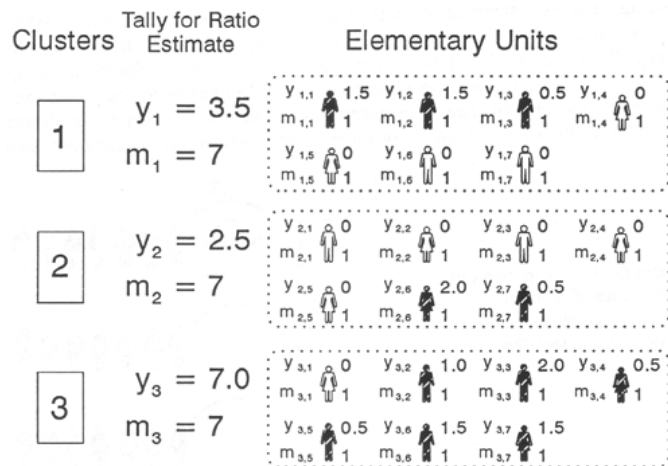 Clusters Tally for Ratio Estimate Elementary Units
1
y₁ = 3.5
m₁ = 7
y₁,₁ 1.5 y₁,₂ 1.5 y₁,₃ 0.5 y₁,₄ 0
m₁,₁ 1 m₁,₂ 1 m₁,₃ 1 m₁,₄ 1
y₁,₅ 0 y₁,₆ 0 y₁,₇ 0
m₁,₅ 1 m₁,₆ 1 m₁,₇ 1
2
y₂ = 2.5
m₂ = 7
y₂,₁ 0 y₂,₂ 0 y₂,₃ 0 y₂,₄ 0
m₂,₁ 1 m₂,₂ 1 m₂,₃ 1 m₂,₄ 1
y₂,₅ 0 y₂,₆ 2.0 y₂,₇ 0.5
m₂,₅ 1 m₂,₆ 1 m₂,₇ 1
3
y₃ = 7.0
m₃ = 7
y₃,₁ 0 y₃,₂ 1.0 y₃,₃ 2.0 y₃,₄ 0.5
m₃,₁ 1 m₃,₂ 1 m₃,₃ 1 m₃,₄ 1
y₃,₅ 0.5 y₃,₆ 1.5 y₃,₇ 1.5
m₃,₅ 1 m₃,₆ 1 m₃,₇ 1